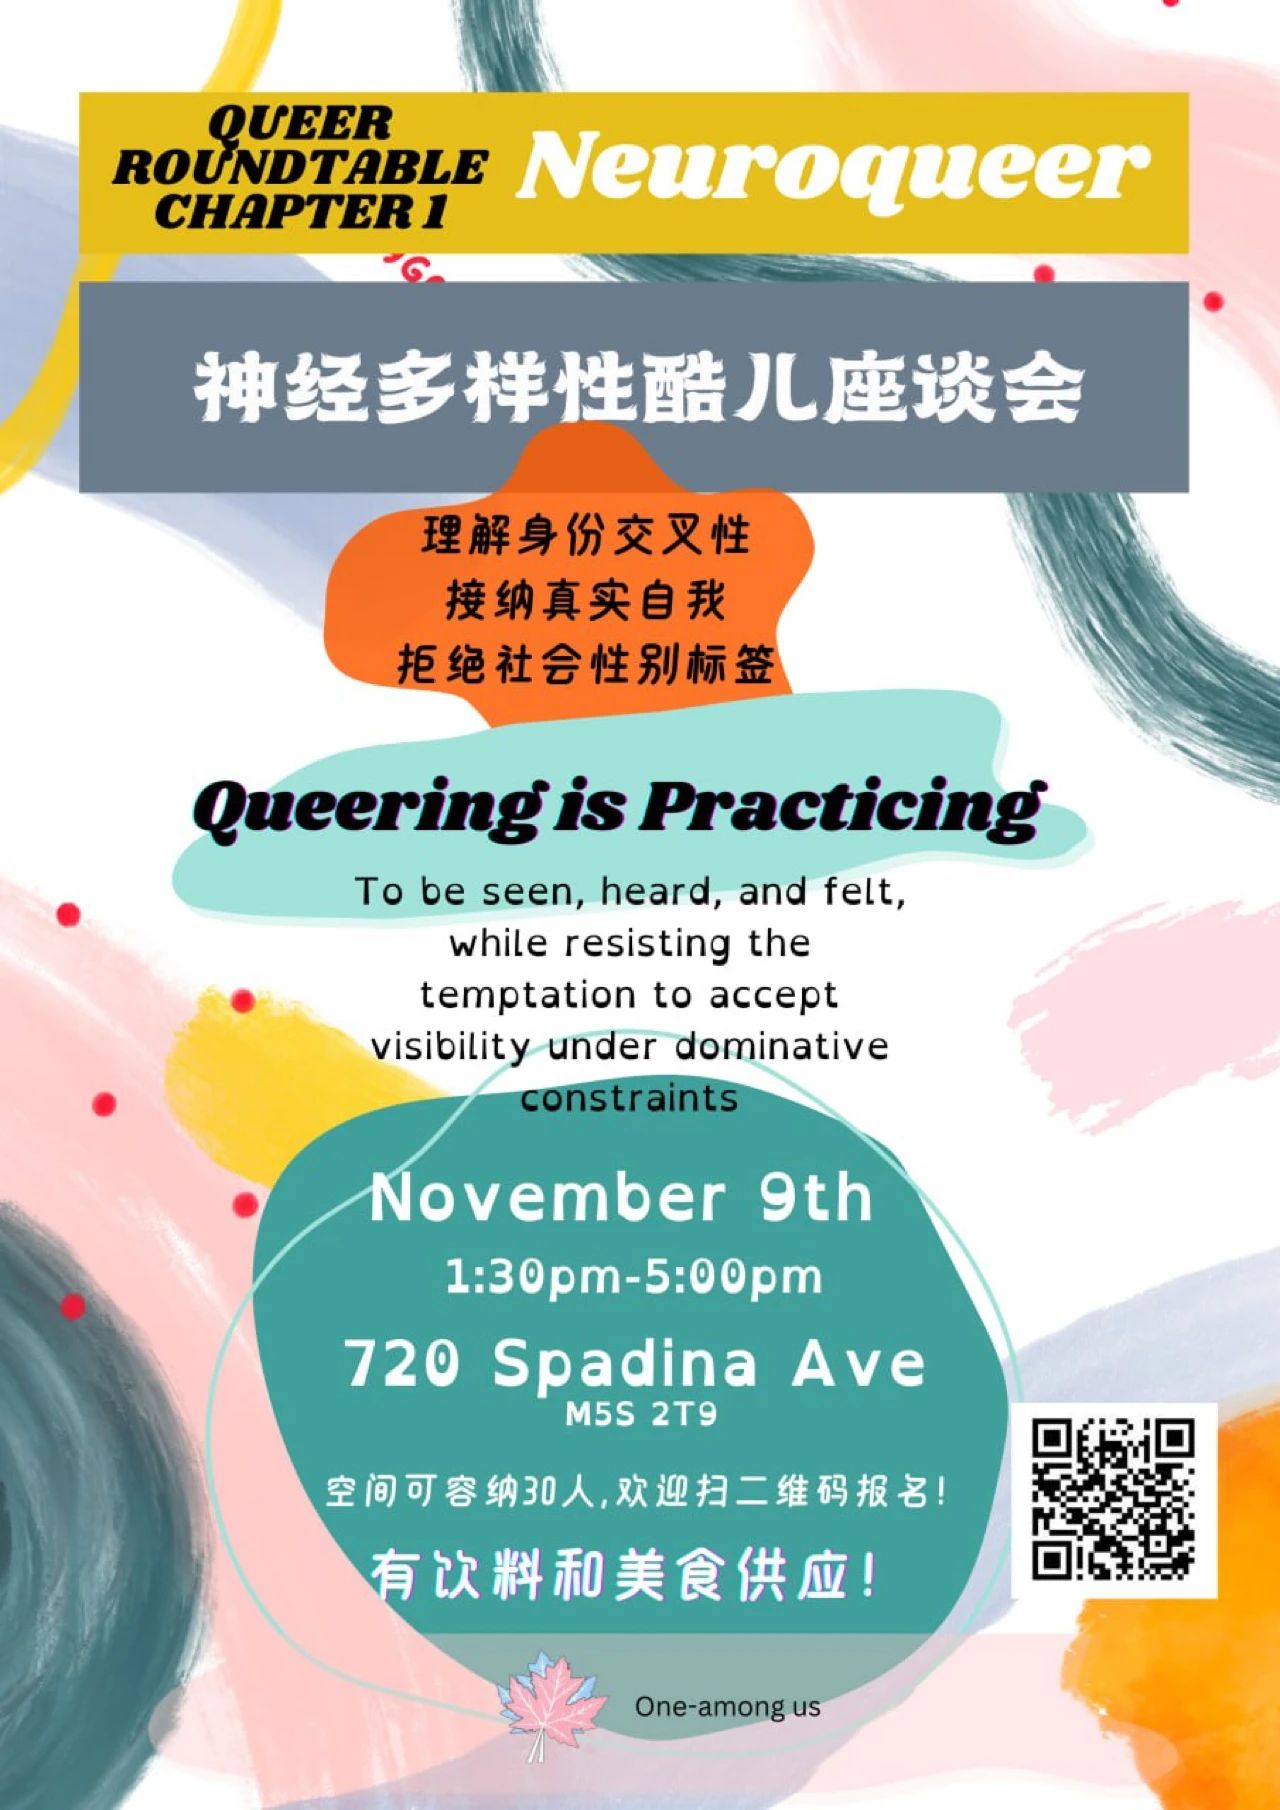 QUEER
ROUNDTABLE
CHAPTER 1
Neuroqueer
神经多样性酷儿座谈会
理解身份交叉性
接纳真实自我
拒绝社会性别标签
Queering is Practicing
To be seen, heard, and felt,
while resisting the
temptation to accept
visibility under dominative
constraints
November 9th
1:30pm-5:00pm
720 Spadina Ave
M5S 2T9
空间可容纳30人,欢迎扫二维码报名!
有饮料和美食供应!
One-among us